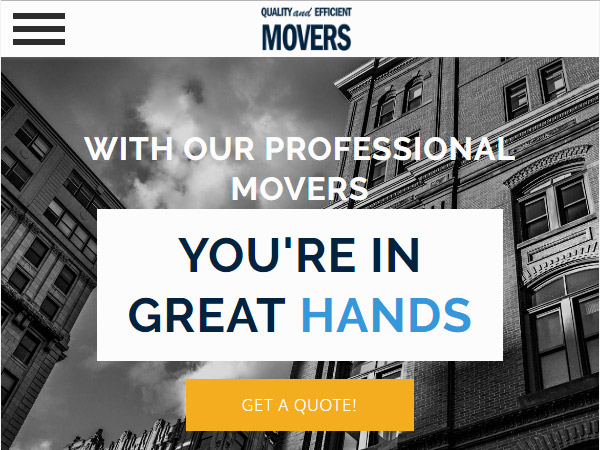 QUALITY and EFFICIENT
MOVERS
WITH OUR PROFESSIONAL
MOVERS
YOU'RE IN
GREAT HANDS
GET A QUOTE!